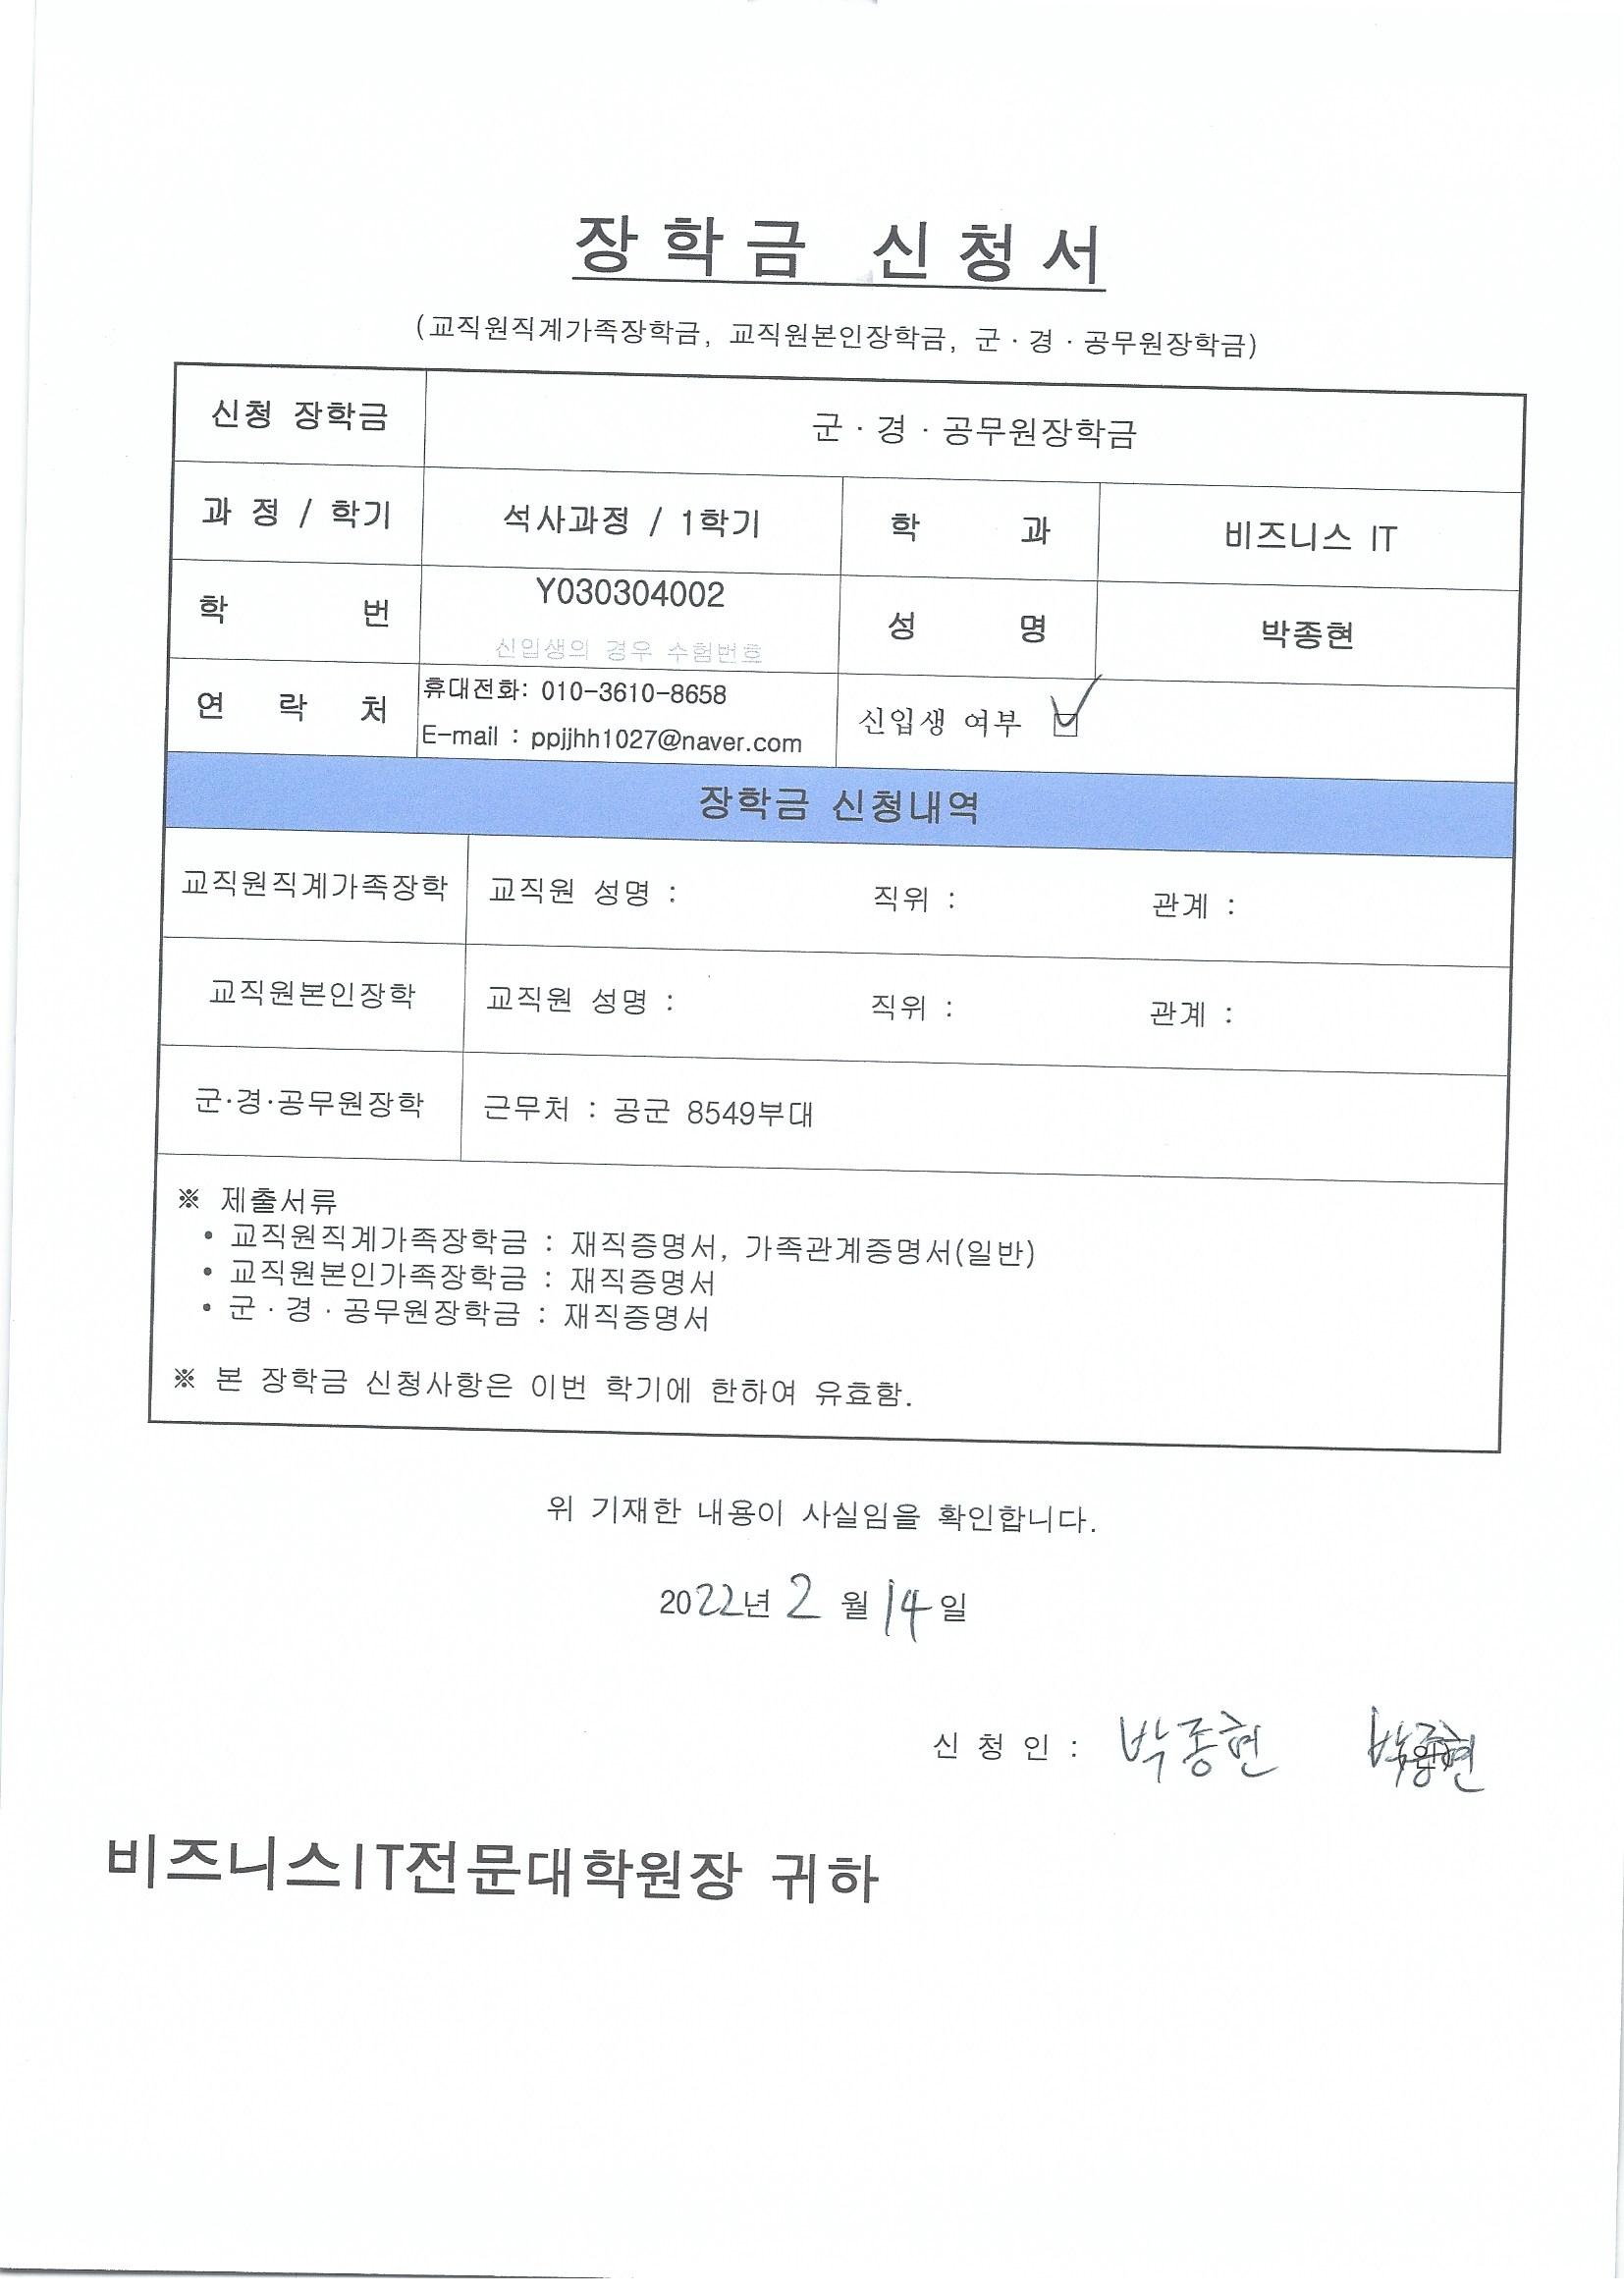 장 학 금  신 청 서
(교직원직계가족장학금, 교직원본인장학금, 군 · 경 · 공무원장학금)
신청 장학금 군 · 경 · 공무원장학금
과 정 / 학기 석사과정 / 1학기 학 과 비즈니스 IT
학 번 Y030304002 성 명 박종현
신입생의 경우 수험번호
연 락 처 휴대전화: 010-3610-8658 신입생 여부 ☑
E-mail : ppjjhh1027@naver.com
장학금 신청내역
교직원직계가족장학 교직원 성명 : 직위 : 관계 :
교직원본인장학 교직원 성명 : 직위 : 관계 :
군·경·공무원장학 근무처 : 공군 8549부대
※ 제출서류
• 교직원직계가족장학금 : 재직증명서, 가족관계증명서(일반)
• 교직원본인가족장학금 : 재직증명서
• 군 · 경 · 공무원장학금 : 재직증명서
※ 본 장학금 신청사항은 이번 학기에 한하여 유효함.
위 기재한 내용이 사실임을 확인합니다.
2022년 2 월 14 일
신 청 인 : 박종현 박종현
비즈니스IT전문대학원장 귀하